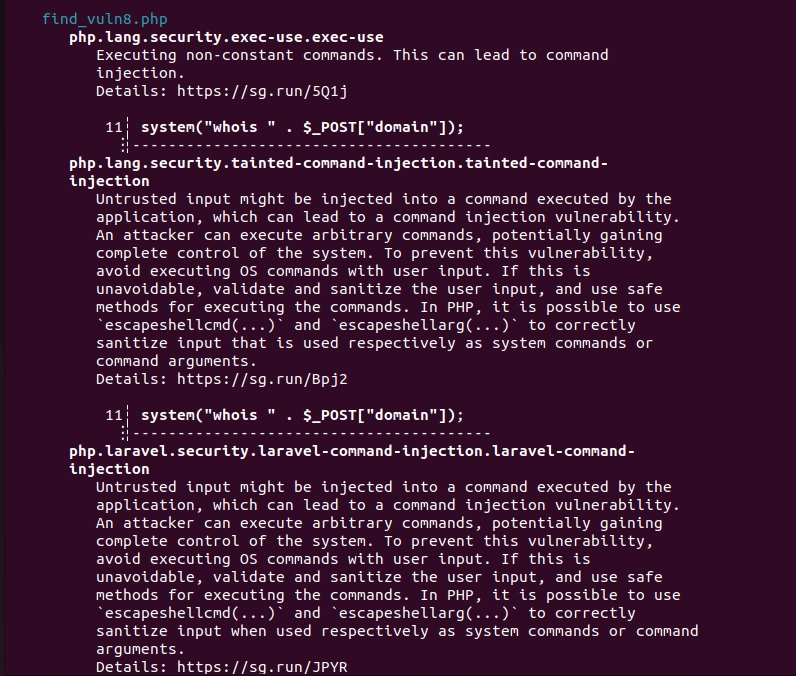 find_vuln8.php
php.lang.security.exec-use.exec-use
Executing non-constant commands. This can lead to command
injection.
Details: https://sg.run/5Q1j
11┆ system("whois " . $_POST["domain"]);
⋮┆----------------------------------------
php.lang.security.tainted-command-injection.tainted-command-
injection
Untrusted input might be injected into a command executed by the
application, which can lead to a command injection vulnerability.
An attacker can execute arbitrary commands, potentially gaining
complete control of the system. To prevent this vulnerability,
avoid executing OS commands with user input. If this is
unavoidable, validate and sanitize the user input, and use safe
methods for executing the commands. In PHP, it is possible to use
`escapeshellcmd(...)` and `escapeshellarg(...)` to correctly
sanitize input that is used respectively as system commands or
command arguments.
Details: https://sg.run/Bpj2
11┆ system("whois " . $_POST["domain"]);
⋮┆----------------------------------------
php.laravel.security.laravel-command-injection.laravel-command-
injection
Untrusted input might be injected into a command executed by the
application, which can lead to a command injection vulnerability.
An attacker can execute arbitrary commands, potentially gaining
complete control of the system. To prevent this vulnerability,
avoid executing OS commands with user input. If this is
unavoidable, validate and sanitize the user input, and use safe
methods for executing the commands. In PHP, it is possible to use
`escapeshellcmd(...)` and `escapeshellarg(...)` to correctly
sanitize input when used respectively as system commands or command
arguments.
Details: https://sg.run/JPYR